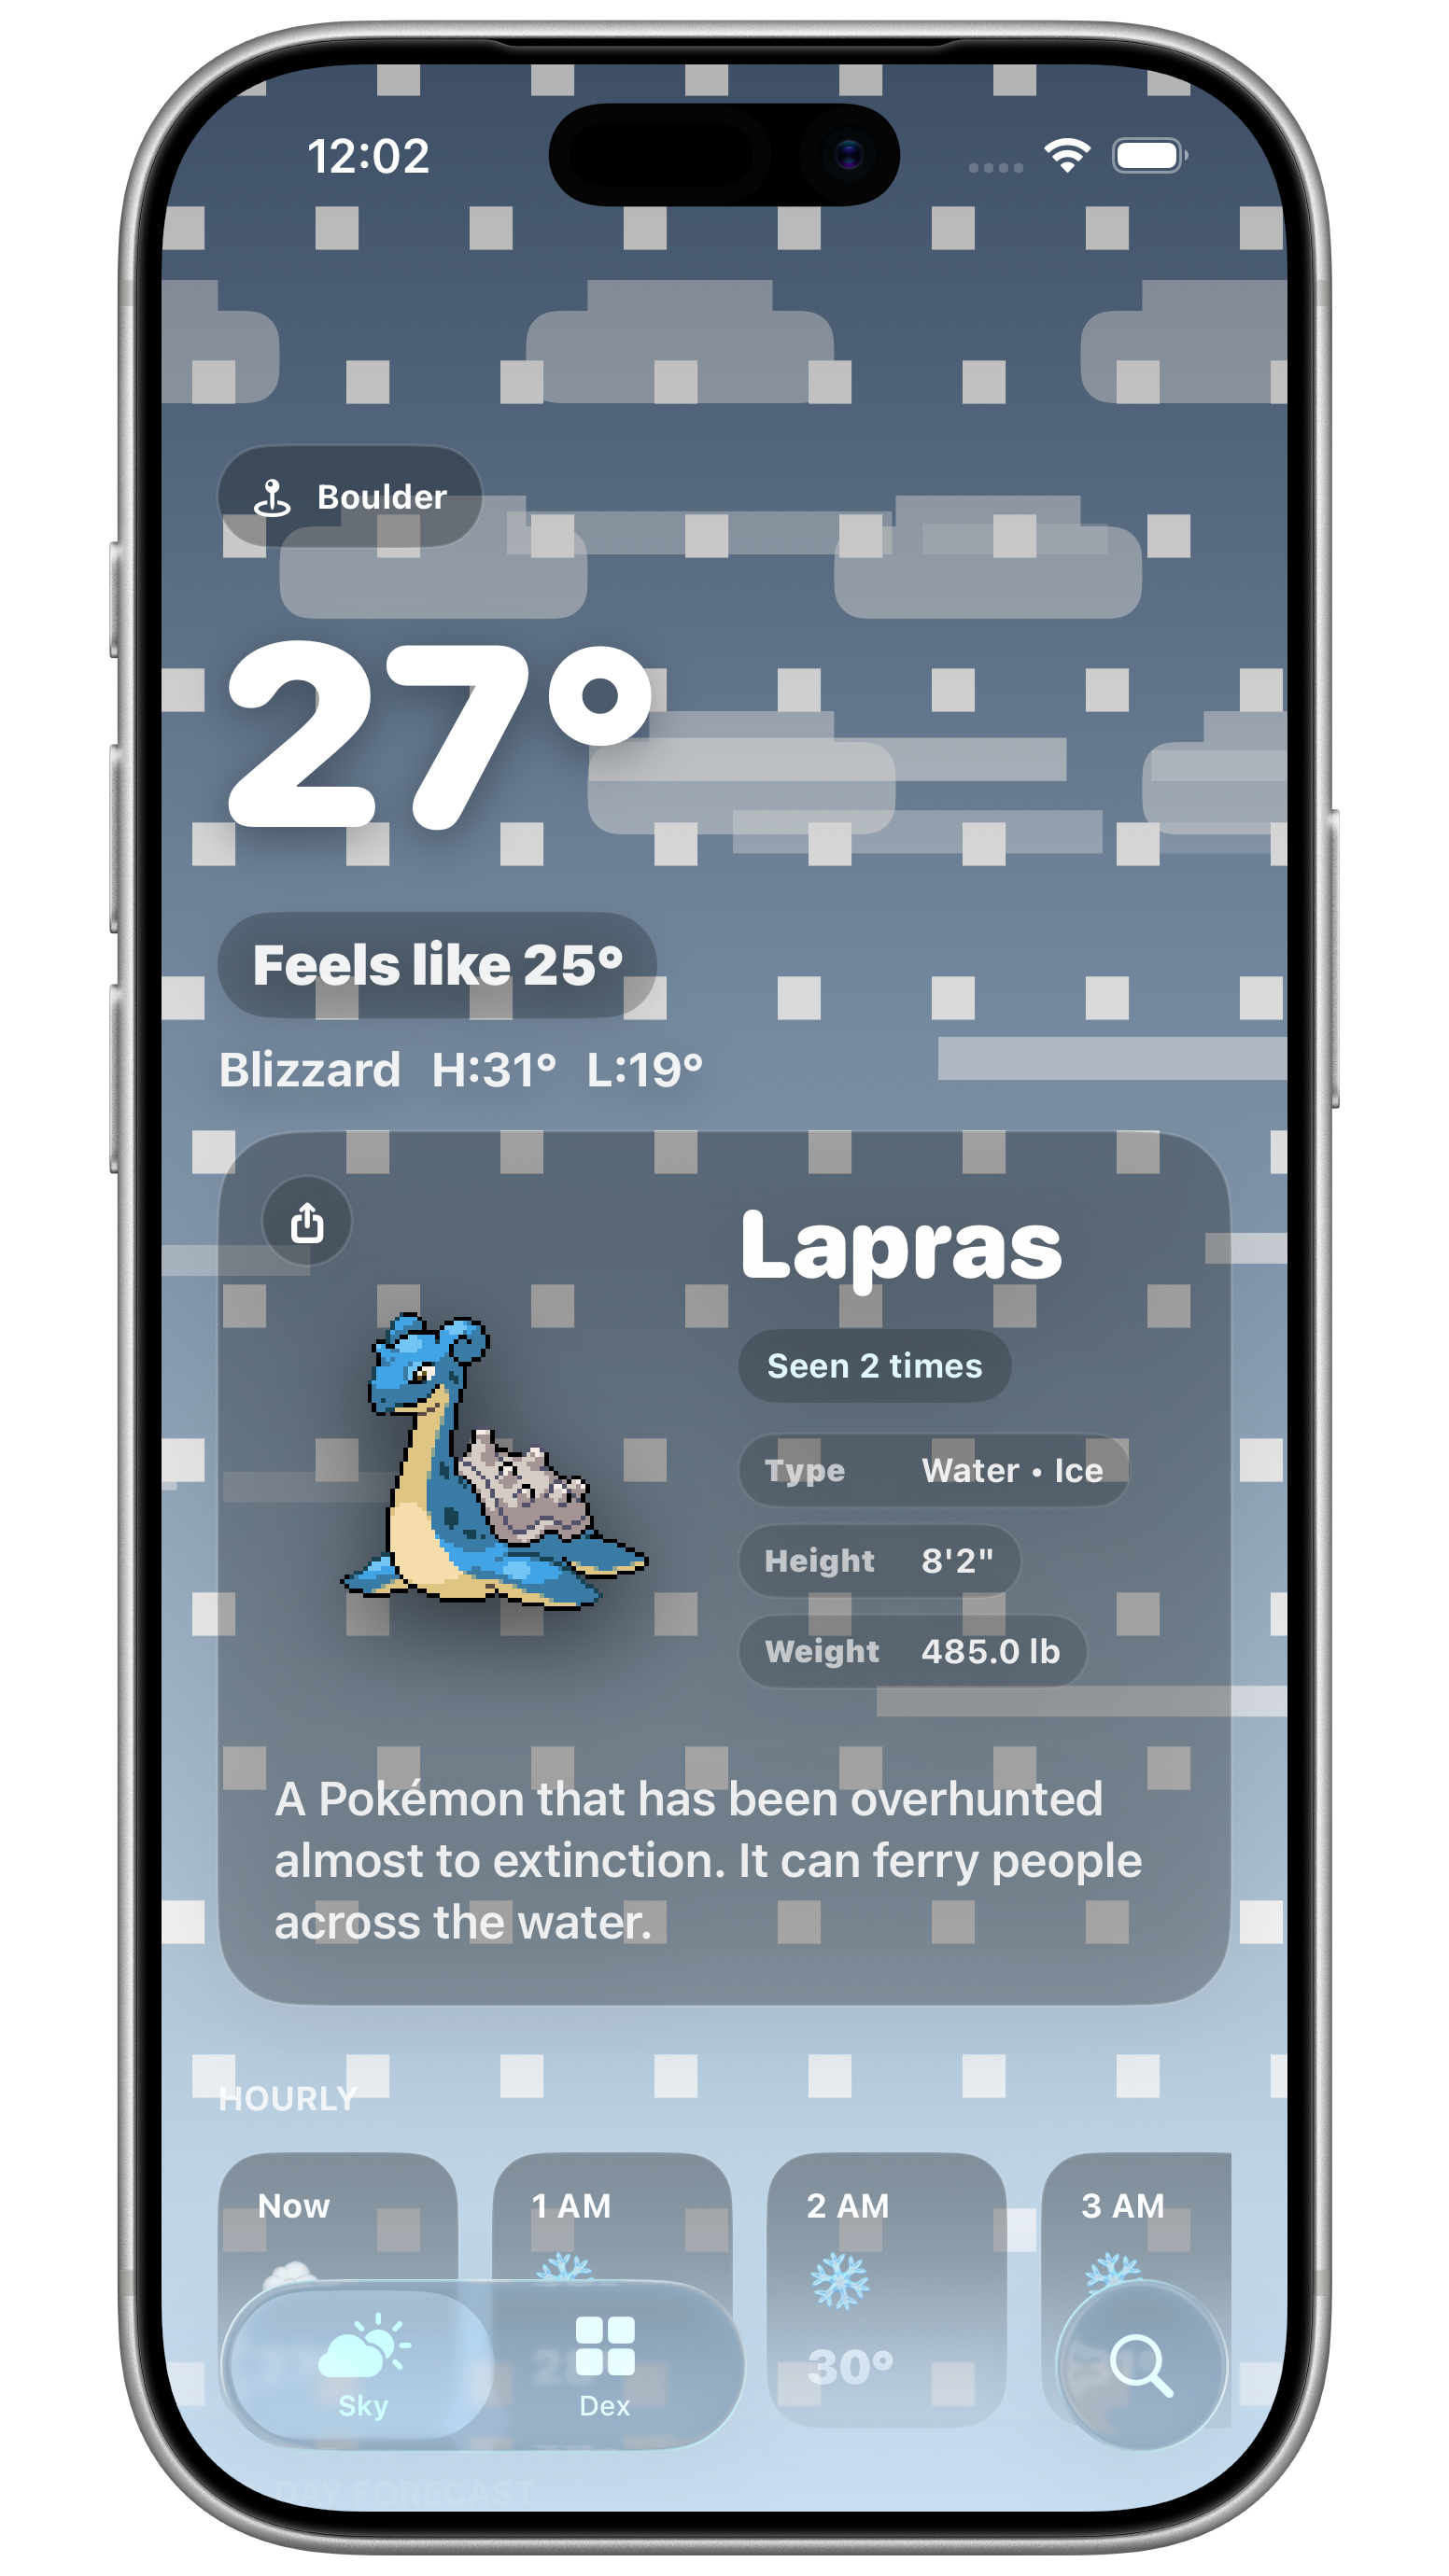 12:02
Boulder
27°
Feels like 25°
Blizzard H:31° L:19°
Lapras
Seen 2 times
Type Water • Ice
Height 8'2"
Weight 485.0 lb
A Pokémon that has been overhunted
almost to extinction. It can ferry people
across the water.
HOURLY
Now 1 AM 2 AM 3 AM
30°
Sky Dex
DAY FORECAST